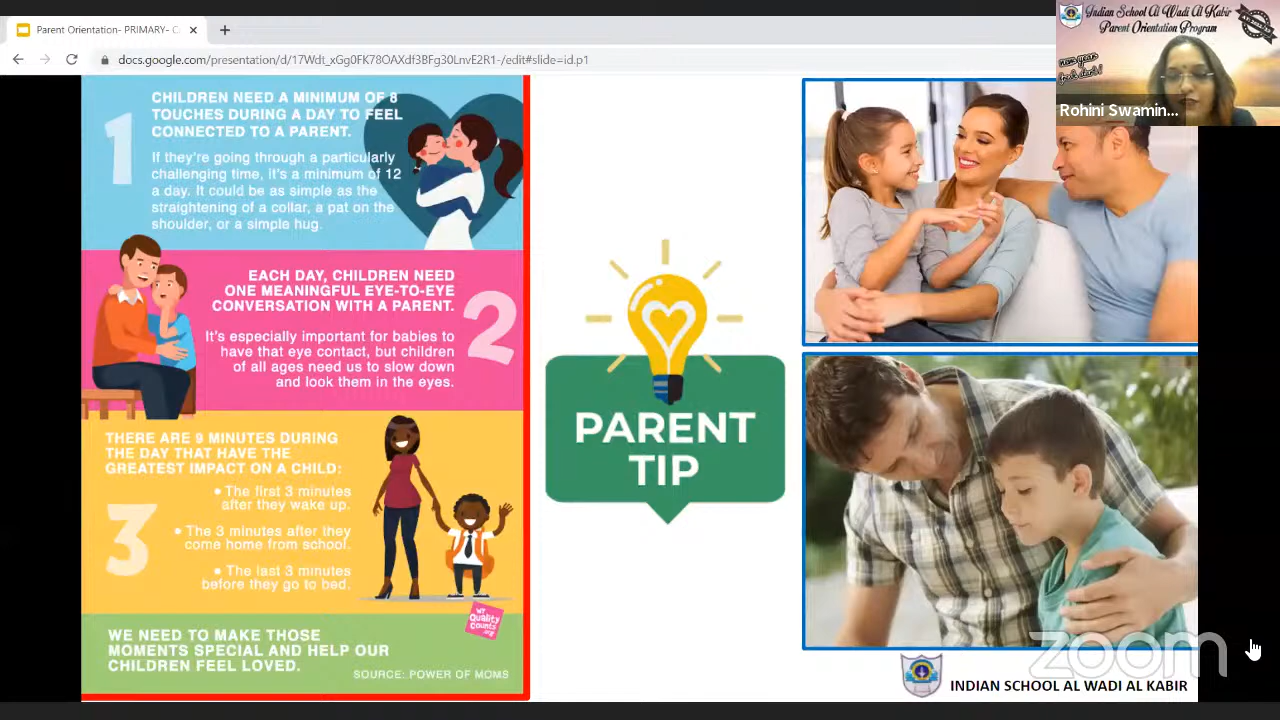 Parent Orientation- PRIMARY- C
docs.google.com/presentation/d/17Wdt_xGg0FK78OAXdf3BFg30LnvE2R1-/edit#slide=id.p1
Indian School Al Wadi Al Kabir
Parent Orientation Program
Rohini Swamin...
1
CHILDREN NEED A MINIMUM OF 8
TOUCHES DURING A DAY TO FEEL
CONNECTED TO A PARENT.
If they're going through a particularly
challenging time, it's a minimum of 12
a day. It could be as simple as the
straightening of a collar, a pat on the
shoulder, or a simple hug.
EACH DAY, CHILDREN NEED
ONE MEANINGFUL EYE-TO-EYE
CONVERSATION WITH A PARENT.
2
It's especially important for babies to
have that eye contact, but children
of all ages need us to slow down
and look them in the eyes.
THERE ARE 9 MINUTES DURING
THE DAY THAT HAVE THE
GREATEST IMPACT ON A CHILD:
3
• The first 3 minutes
after they wake up.
• The 3 minutes after they
come home from school.
• The last 3 minutes
before they go to bed.
WE NEED TO MAKE THOSE
MOMENTS SPECIAL AND HELP OUR
CHILDREN FEEL LOVED.
Quality
Counts
.org
SOURCE: POWER OF MOMS
PARENT
TIP
zoom
INDIAN SCHOOL AL WADI AL KABIR